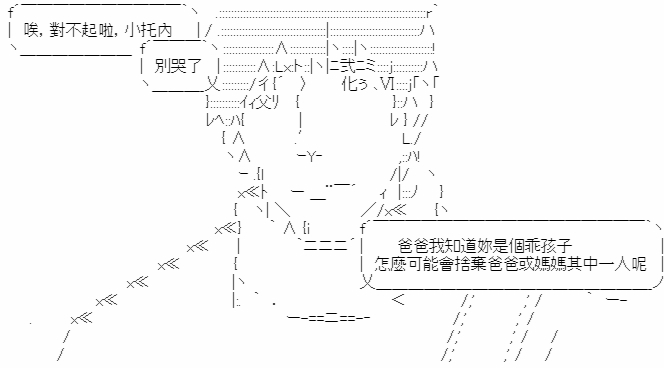 唉，對不起啦，小托內
別哭了
爸爸我知道妳是個乖孩子
怎麼可能會捨棄爸爸或媽媽其中一人呢